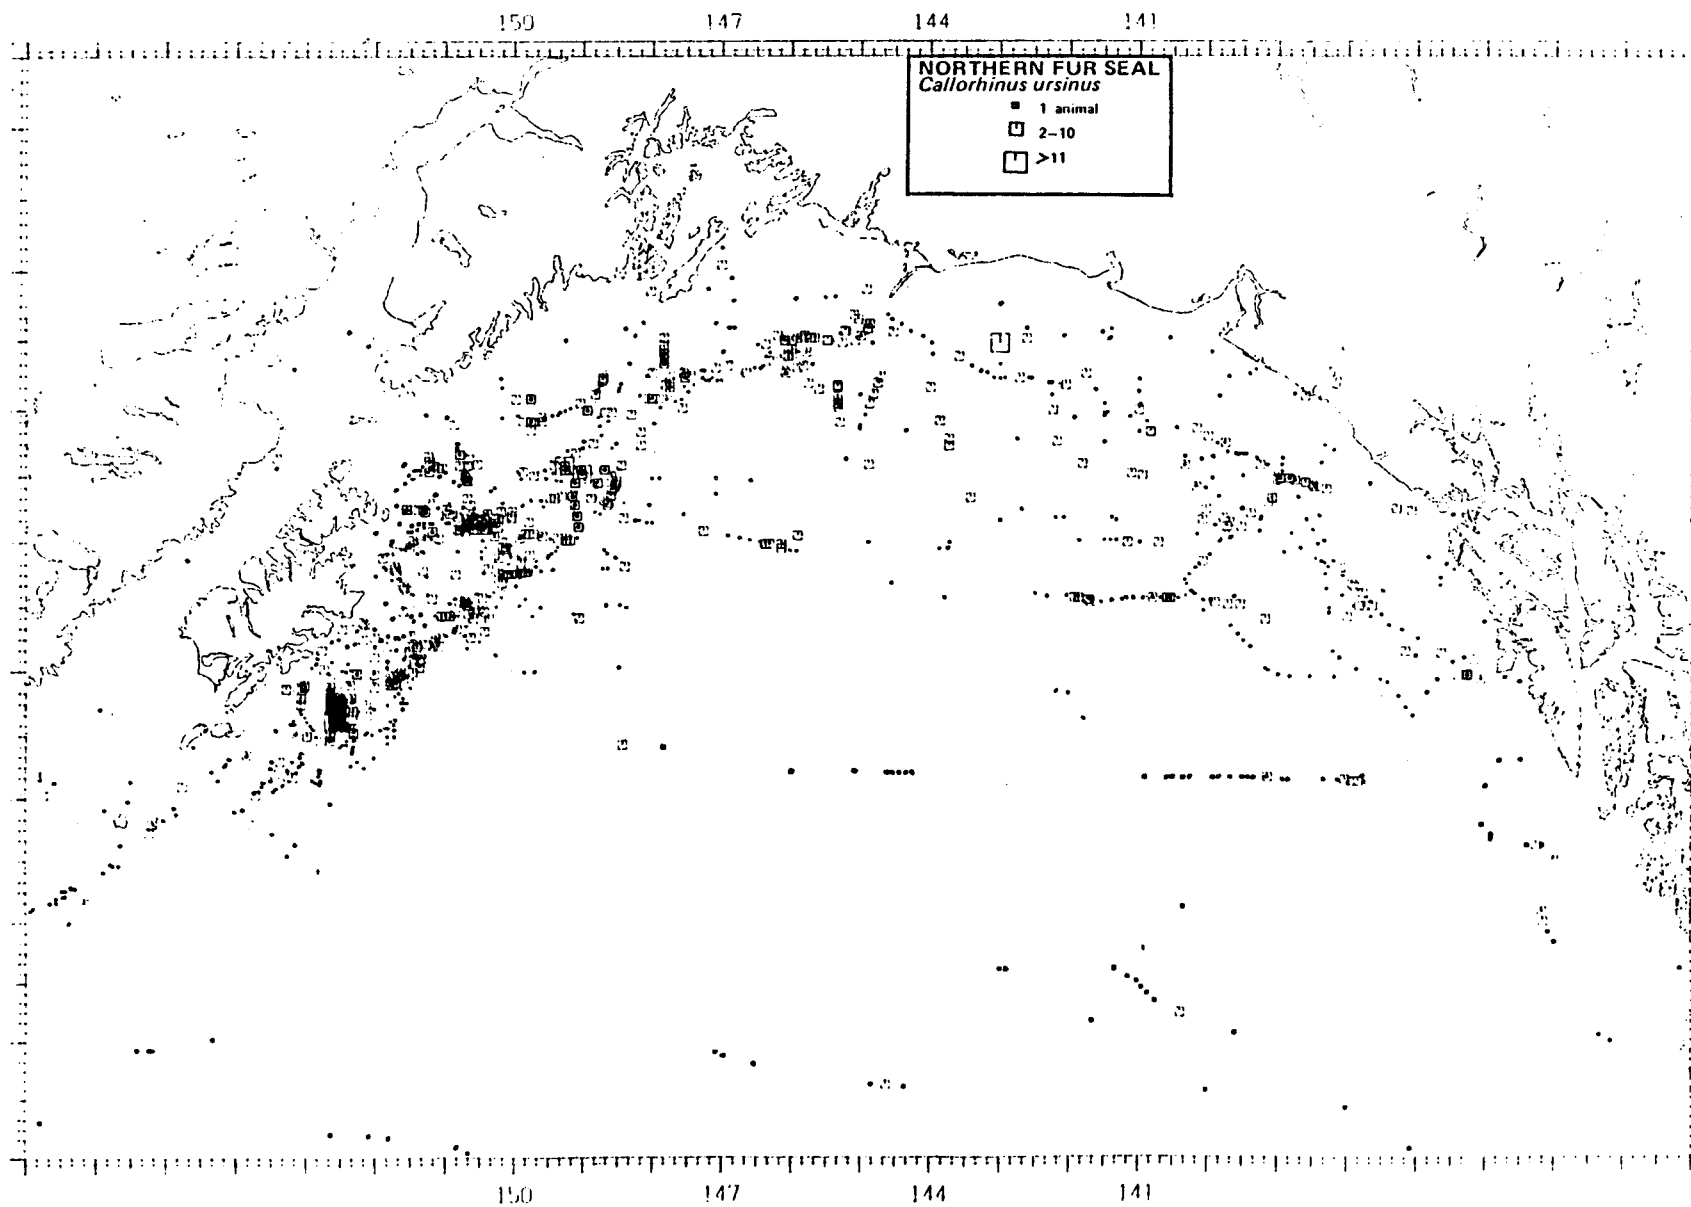 150 147 144 141
NORTHERN FUR SEAL
Callorhinus ursinus
1 animal
2-10
>11
150 147 144 141